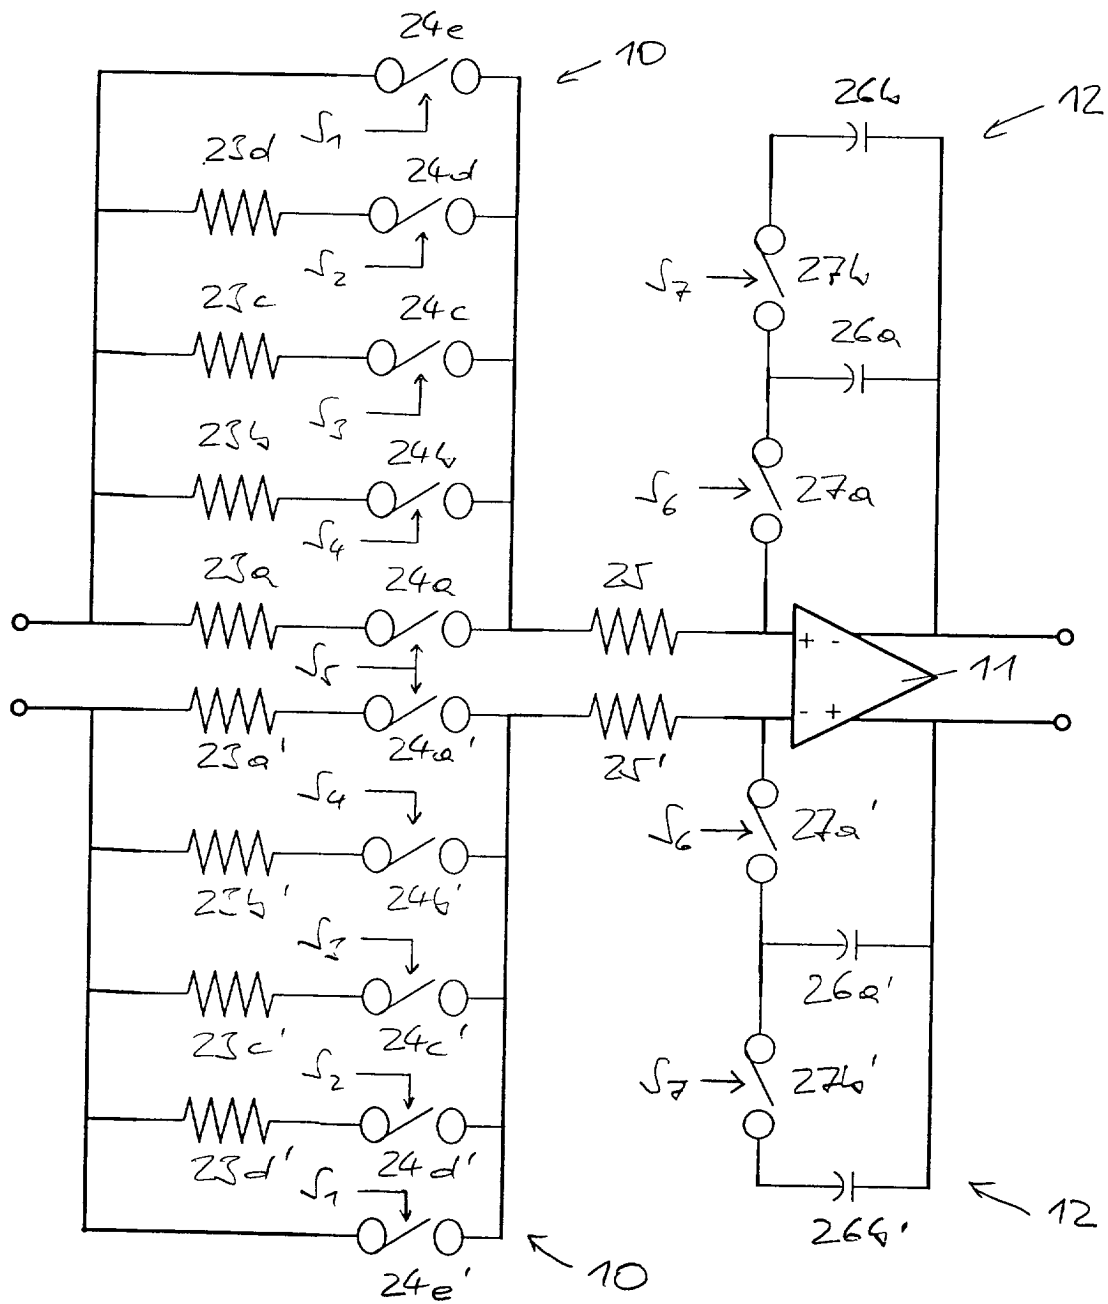 24e
10
S1
26b
12
23d
24d
S2
S7
27b
23c
24c
26a
S3
23b
24b
S6
27a
S4
23a
24a
25
+ -
S5
11
- +
23a'
24a'
25'
S4
S6
27a'
23b'
24b'
S3
26a'
23c'
24c'
S2
S7
27b'
23d'
24d'
S1
12
26b'
24e'
10